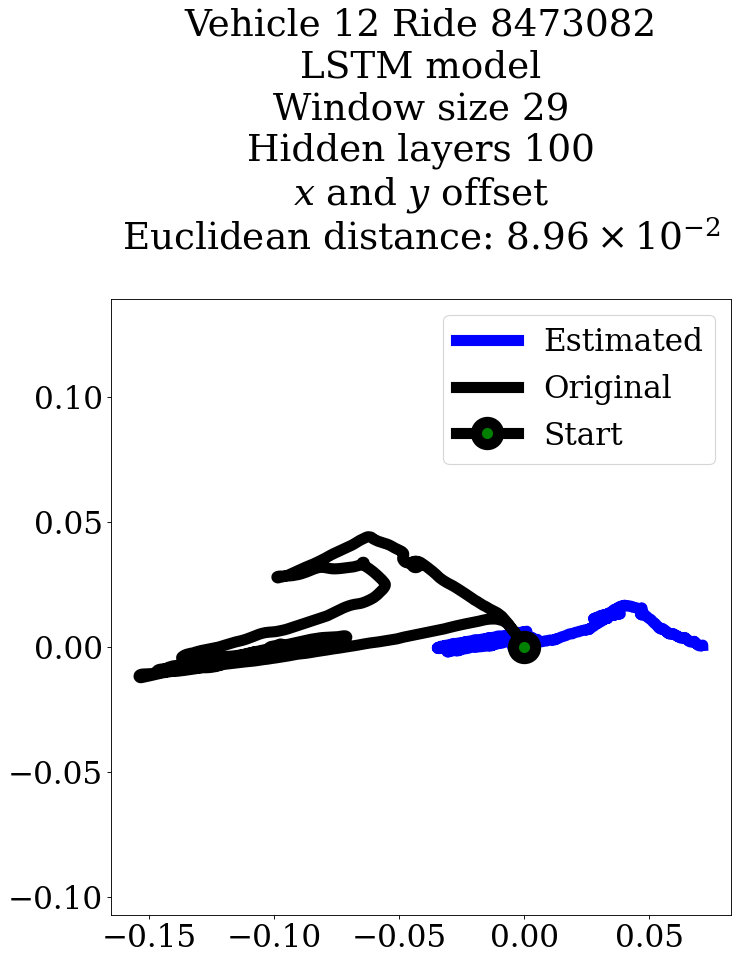 Vehicle 12 Ride 8473082
LSTM model
Window size 29
Hidden layers 100
x and y offset
Euclidean distance: 8.96 × 10⁻²
Estimated
Original
Start
0.10
0.05
0.00
−0.05
−0.10
−0.15 −0.10 −0.05 0.00 0.05